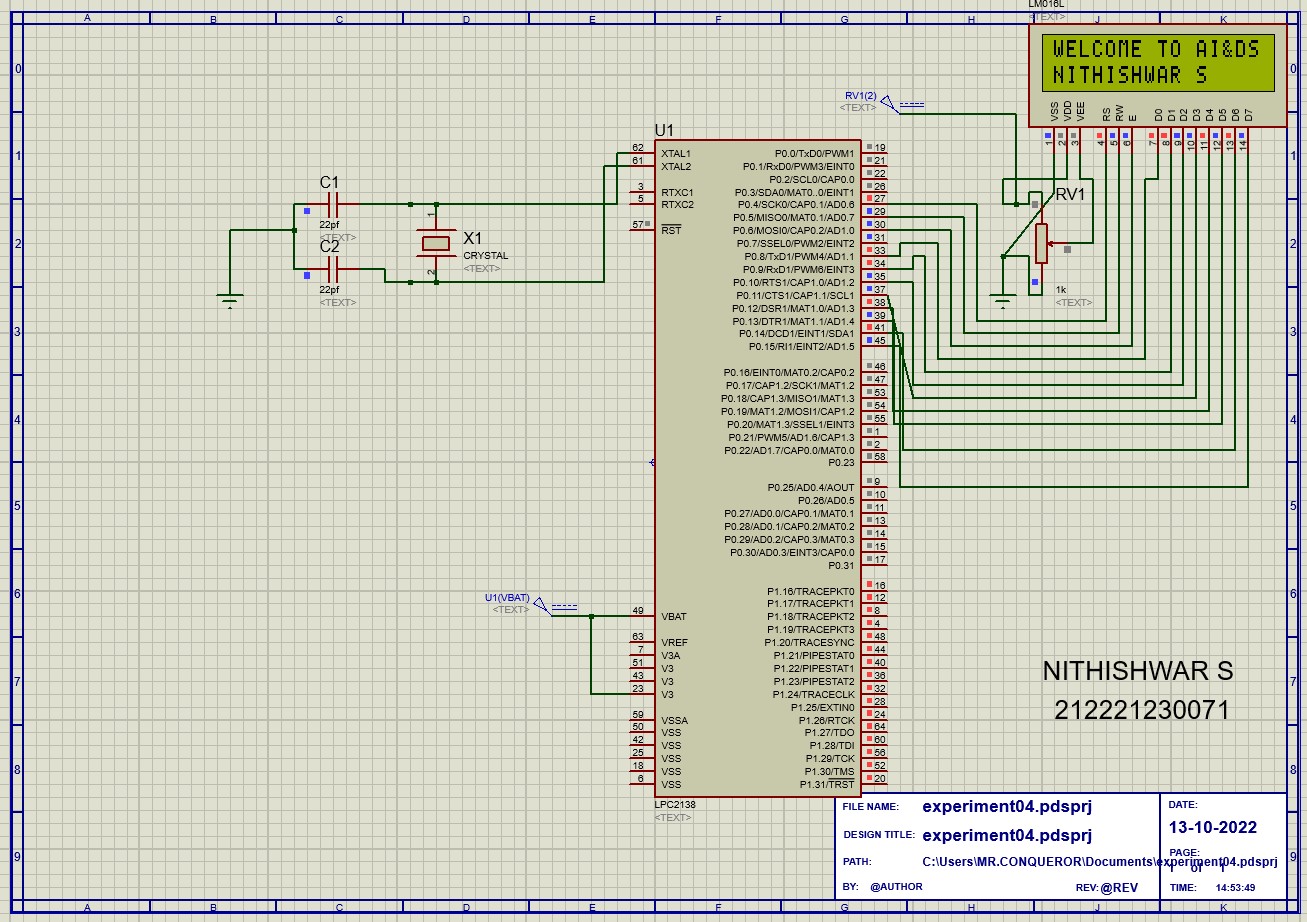 A B C D E F G H J K
LM016L
<TEXT>
WELCOME TO AI&DS
NITHISHWAR S
VSS VDD VEE RS RW E D0 D1 D2 D3 D4 D5 D6 D7
1 2 3 4 5 6 7 8 9 10 11 12 13 14
RV1(2)
<TEXT>
RV1
1k
<TEXT>
C1
22pf
<TEXT>
C2
22pf
<TEXT>
X1
CRYSTAL
<TEXT>
1
2
U1
62 XTAL1
61 XTAL2
3 RTXC1
5 RTXC2
57 RST
U1(VBAT)
<TEXT>
49 VBAT
63 VREF
7 V3A
51 V3
43 V3
23 V3
59 VSSA
50 VSS
42 VSS
25 VSS
18 VSS
6 VSS
P0.0/TxD0/PWM1 19
P0.1/RxD0/PWM3/EINT0 21
P0.2/SCL0/CAP0.0 22
P0.3/SDA0/MAT0..0/EINT1 26
P0.4/SCK0/CAP0.1/AD0.6 27
P0.5/MISO0/MAT0.1/AD0.7 29
P0.6/MOSI0/CAP0.2/AD1.0 30
P0.7/SSEL0/PWM2/EINT2 31
P0.8/TxD1/PWM4/AD1.1 33
P0.9/RxD1/PWM6/EINT3 34
P0.10/RTS1/CAP1.0/AD1.2 35
P0.11/CTS1/CAP1.1/SCL1 37
P0.12/DSR1/MAT1.0/AD1.3 38
P0.13/DTR1/MAT1.1/AD1.4 39
P0.14/DCD1/EINT1/SDA1 41
P0.15/RI1/EINT2/AD1.5 45
P0.16/EINT0/MAT0.2/CAP0.2 46
P0.17/CAP1.2/SCK1/MAT1.2 47
P0.18/CAP1.3/MISO1/MAT1.3 53
P0.19/MAT1.2/MOSI1/CAP1.2 54
P0.20/MAT1.3/SSEL1/EINT3 55
P0.21/PWM5/AD1.6/CAP1.3 1
P0.22/AD1.7/CAP0.0/MAT0.0 2
P0.23 58
P0.25/AD0.4/AOUT 9
P0.26/AD0.5 10
P0.27/AD0.0/CAP0.1/MAT0.1 11
P0.28/AD0.1/CAP0.2/MAT0.2 13
P0.29/AD0.2/CAP0.3/MAT0.3 14
P0.30/AD0.3/EINT3/CAP0.0 15
P0.31 17
P1.16/TRACEPKT0 16
P1.17/TRACEPKT1 12
P1.18/TRACEPKT2 8
P1.19/TRACEPKT3 4
P1.20/TRACESYNC 48
P1.21/PIPESTAT0 44
P1.22/PIPESTAT1 40
P1.23/PIPESTAT2 36
P1.24/TRACECLK 32
P1.25/EXTIN0 28
P1.26/RTCK 24
P1.27/TDO 64
P1.28/TDI 60
P1.29/TCK 56
P1.30/TMS 52
P1.31/TRST 20
LPC2138
<TEXT>
NITHISHWAR S
212221230071
FILE NAME: experiment04.pdsprj
DESIGN TITLE: experiment04.pdsprj
PATH: C:\Users\MR.CONQUEROR\Documents\experiment04.pdsprj
BY: @AUTHOR REV:@REV
DATE:
13-10-2022
PAGE:
1 of 1
TIME: 14:53:49
0 1 2 3 4 5 6 7 8 9
0 1 2 3 4 5 6 7 8 9
A B C D E F G H J K